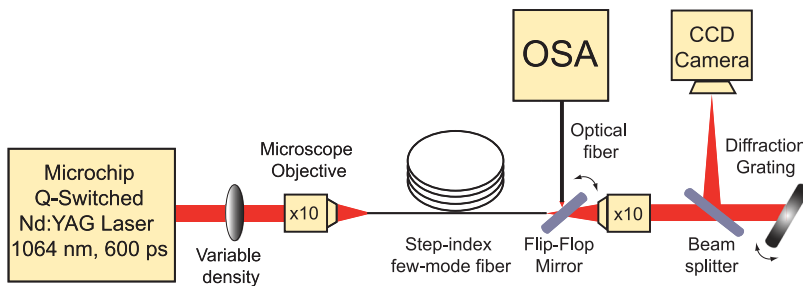 Microchip
Q-Switched
Nd:YAG Laser
1064 nm, 600 ps
Variable
density
Microscope
Objective
x10
Step-index
few-mode fiber
OSA
Optical
fiber
Flip-Flop
Mirror
x10
CCD
Camera
Beam
splitter
Diffraction
Grating